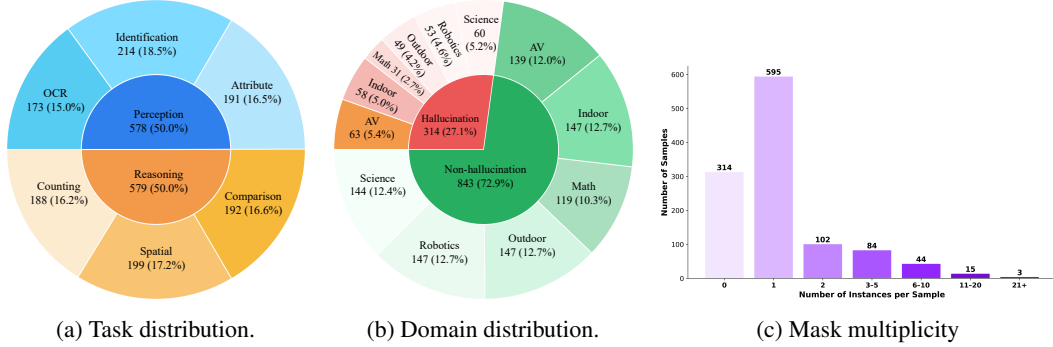 Identification
214 (18.5%)
Attribute
191 (16.5%)
OCR
173 (15.0%)
Perception
578 (50.0%)
Reasoning
579 (50.0%)
Counting
188 (16.2%)
Comparison
192 (16.6%)
Spatial
199 (17.2%)
(a) Task distribution.
Science
60
(5.2%)
Robotics
53 (4.6%)
Outdoor
49 (4.2%)
Math 31 (2.7%)
Indoor
58 (5.0%)
AV
63 (5.4%)
AV
139 (12.0%)
Indoor
147 (12.7%)
Hallucination
314 (27.1%)
Non-hallucination
843 (72.9%)
Science
144 (12.4%)
Math
119 (10.3%)
Robotics
147 (12.7%)
Outdoor
147 (12.7%)
(b) Domain distribution.
Number of Samples
600
500
400
300
200
100
0
314
595
102
84
44
15
3
0
1
2
3-5
6-10
11-20
21+
Number of Instances per Sample
(c) Mask multiplicity